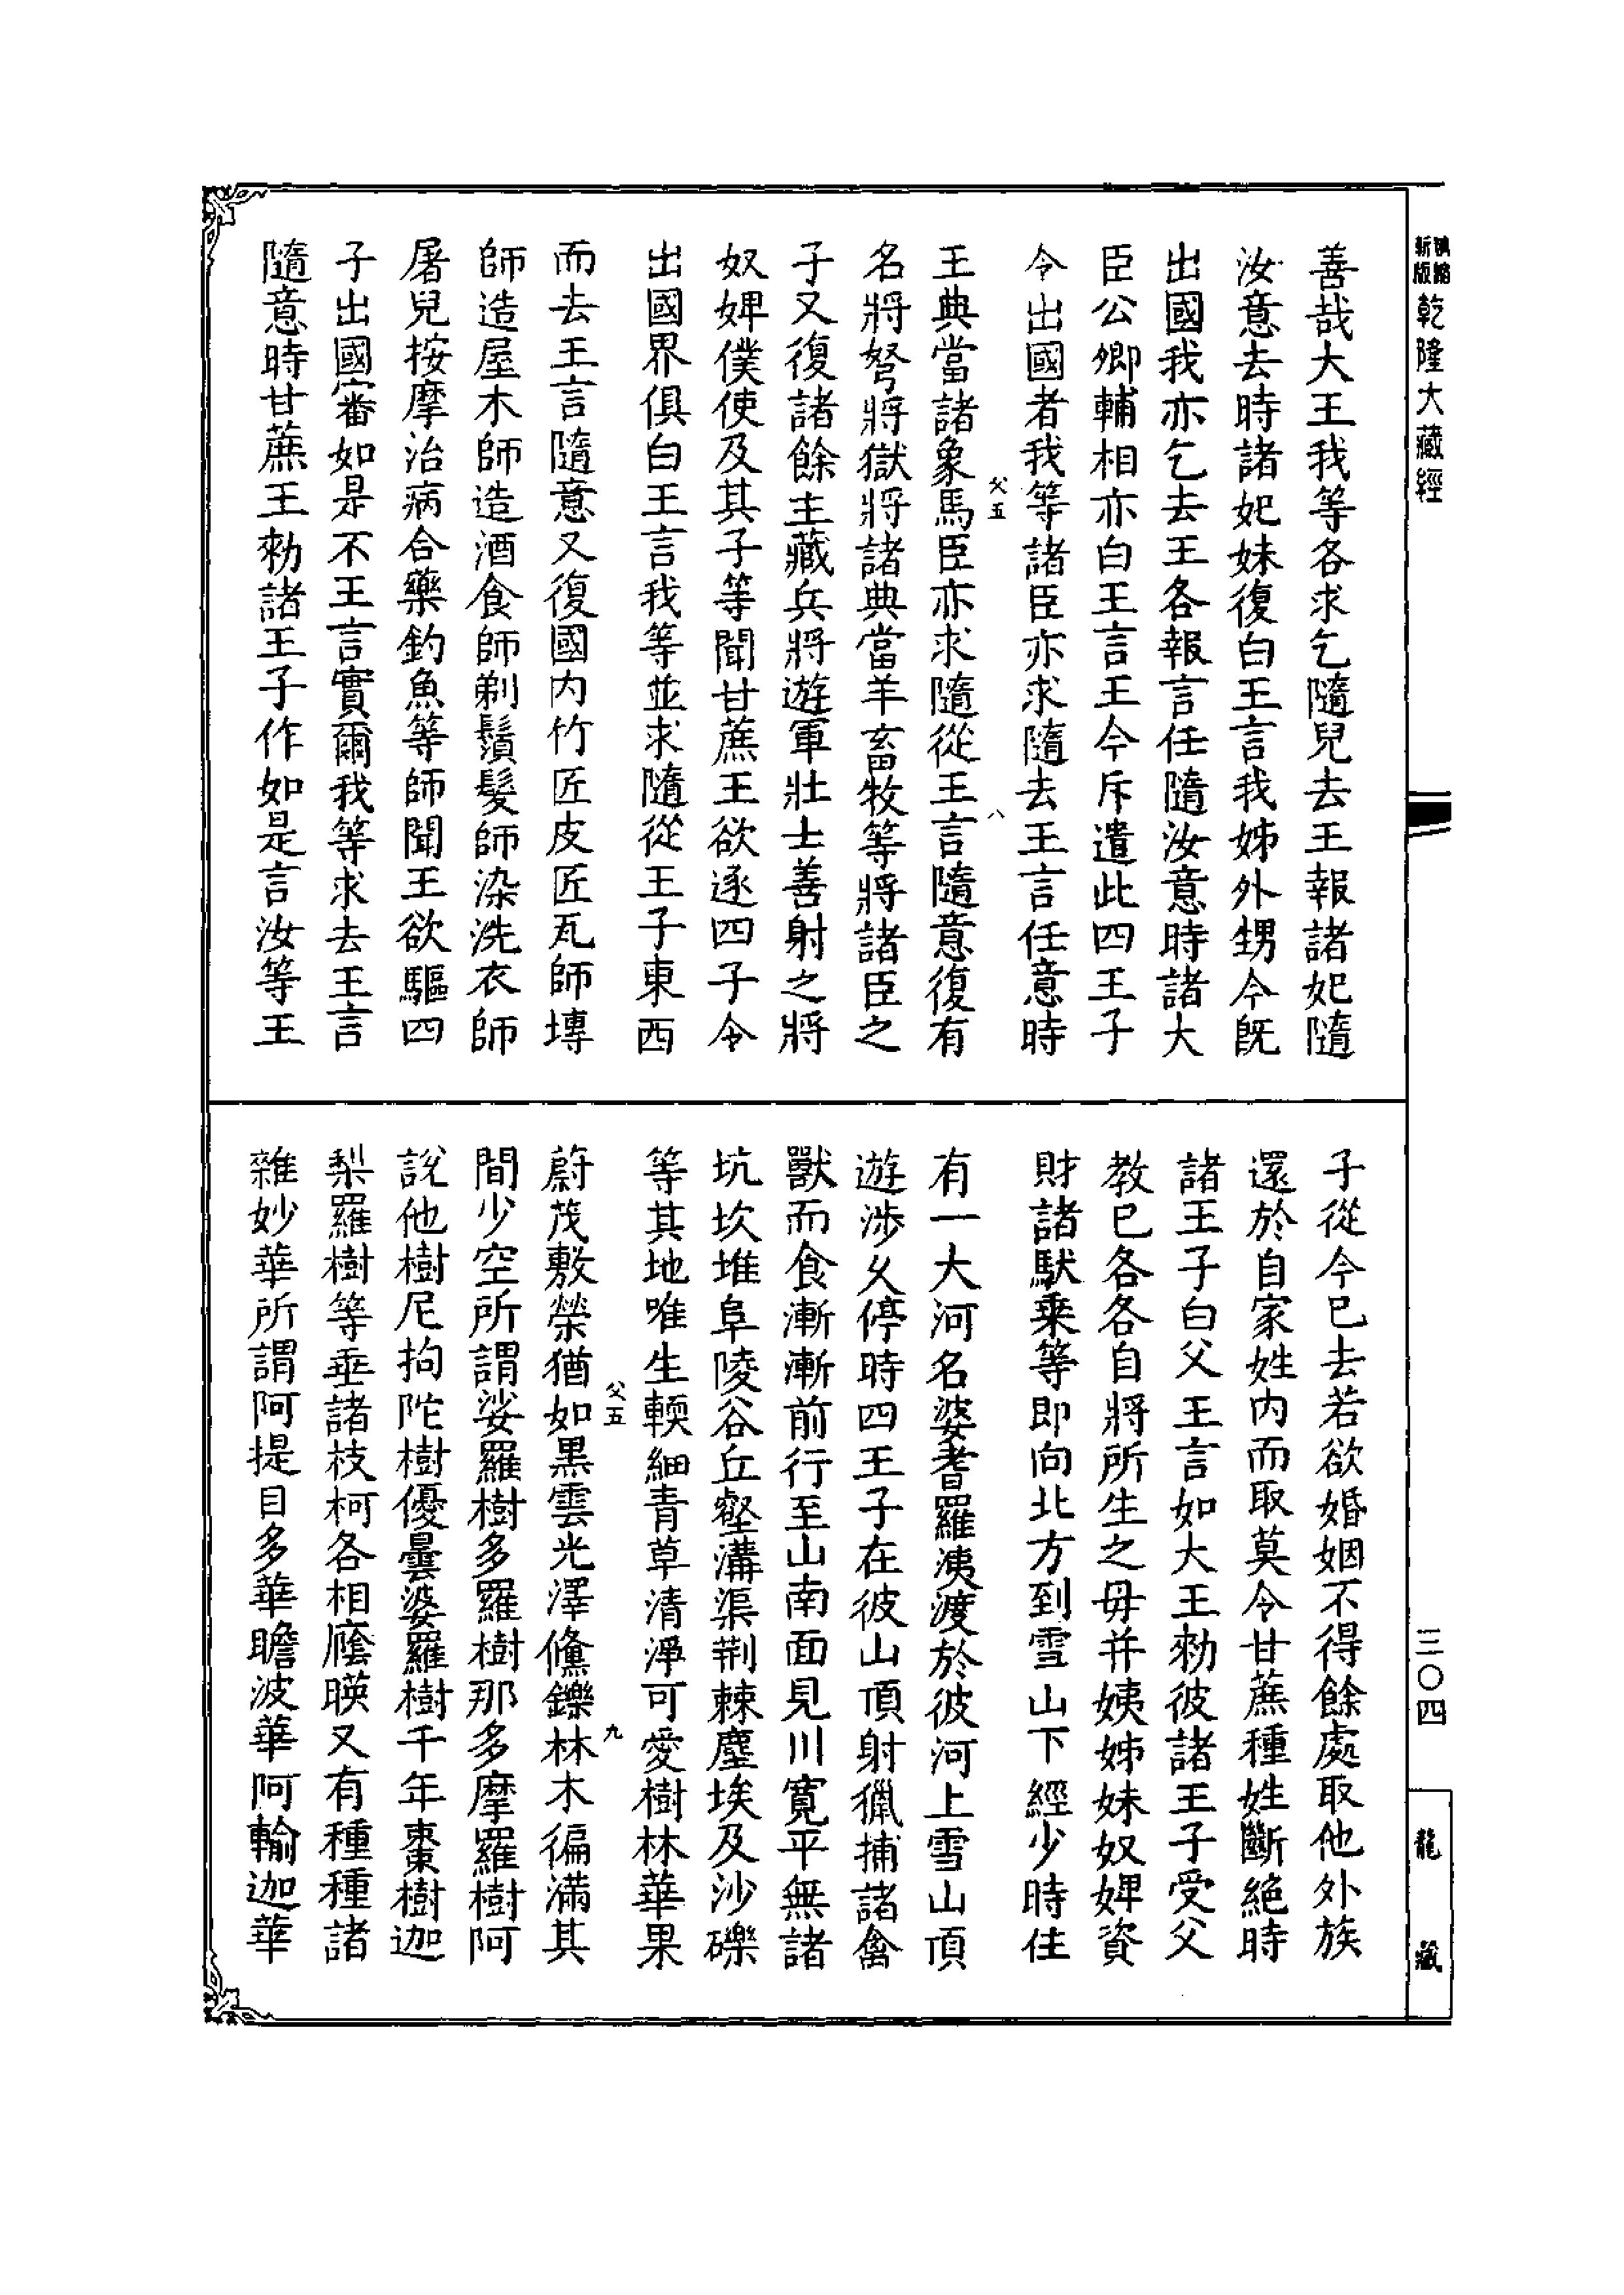 新版
乾隆大藏經
三〇四
龍藏
善哉大王我等各求乞隨兒去王報諸妃隨
汝意去時諸妃妹復白王言我姊外甥今旣
出國我亦乞去王各報言任隨汝意時諸大
臣公卿輔相亦白王言王今斥遣此四王子
令出國者我等諸臣亦求隨去王言任意時
父五
八
王典當諸象馬臣亦求隨從王言隨意復有
名將弩將獄將諸典當羊畜牧等將諸臣之
子又復諸餘主藏兵將遊軍壯士善射之將
奴婢僕使及其子等聞甘蔗王欲逐四子令
出國界俱白王言我等並求隨從王子東西
而去王言隨意又復國内竹匠皮匠瓦師塼
師造屋木師造酒食師剃鬚髮師染洗衣師
屠兒按摩治病合藥釣魚等師聞王欲驅四
子出國審如是不王言實爾我等求去王言
隨意時甘蔗王勑諸王子作如是言汝等王
子從今已去若欲婚姻不得餘處取他外族
還於自家姓内而取莫令甘蔗種姓斷絕時
諸王子白父王言如大王勑彼諸王子受父
教已各各自將所生之母并姨姊妹奴婢資
財諸馱乗等即向北方到雪山下經少時住
有一大河名婆耆羅洟渡於彼河上雪山頂
遊涉久停時四王子在彼山頂射獵捕諸禽
獸而食漸漸前行至山南面見川寛平無諸
坑坎堆阜陵谷丘壑溝渠荆棘塵埃及沙礫
等其地唯生輭細青草清淨可愛樹林華果
父五
九
蔚茂敷榮猶如黒雲光澤儵鑠林木徧滿其
間少空所謂娑羅樹多羅樹那多摩羅樹阿
說他樹尼拘陀樹優曇婆羅樹千年棗樹迦
梨羅樹等垂諸枝柯各相廕暎又有種種諸
雜妙華所謂阿提目多華瞻波華阿輸迦華